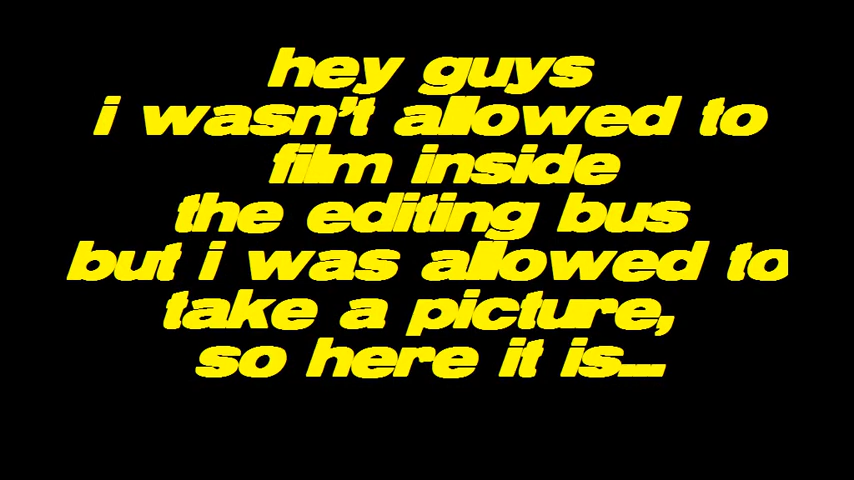 hey guys
i wasn't allowed to
film inside
the editing bus
but i was allowed to
take a picture,
so here it is...